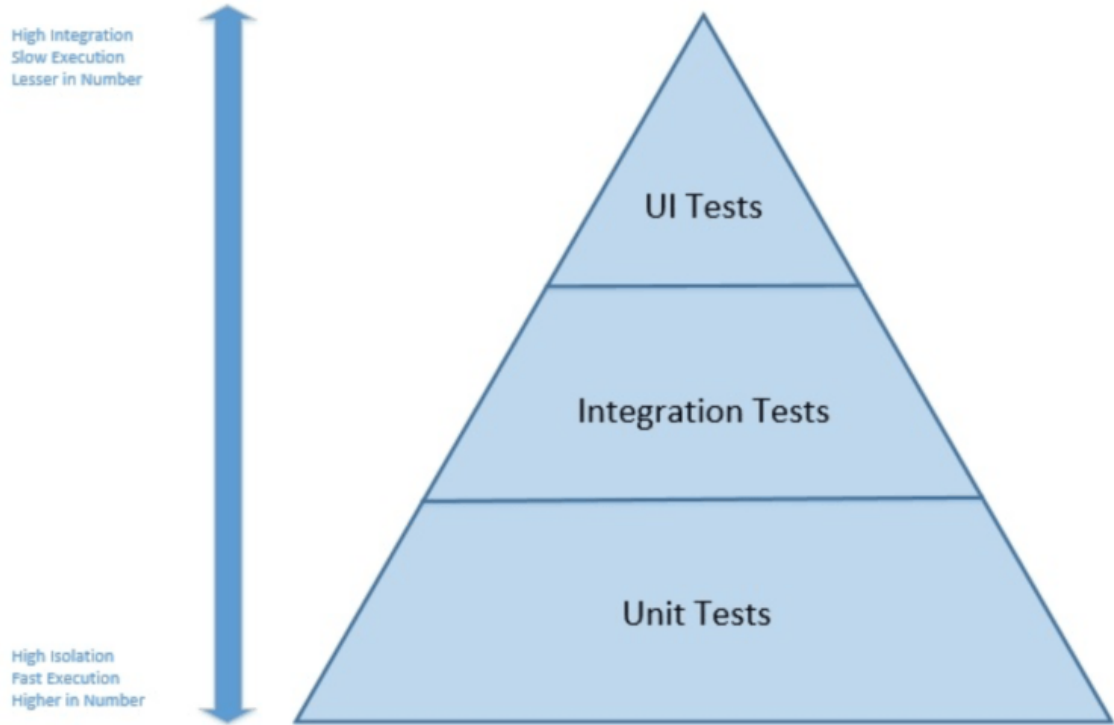 High Integration
Slow Execution
Lesser in Number
UI Tests
Integration Tests
Unit Tests
High Isolation
Fast Execution
Higher in Number